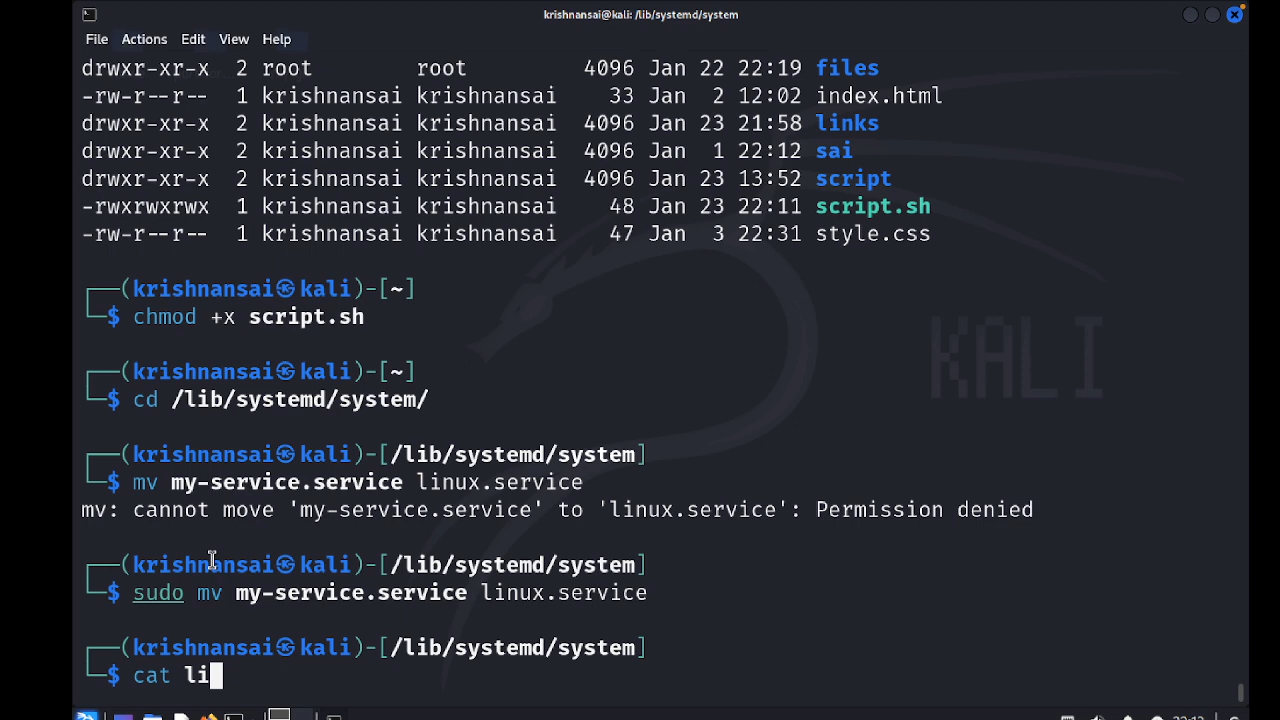 krishnansai@kali: /lib/systemd/system
File Actions Edit View Help
drwxr-xr-x 2 root root 4096 Jan 22 22:19 files
-rw-r--r-- 1 krishnansai krishnansai 33 Jan 2 12:02 index.html
drwxr-xr-x 2 krishnansai krishnansai 4096 Jan 23 21:58 links
drwxr-xr-x 2 krishnansai krishnansai 4096 Jan 1 22:12 sai
drwxr-xr-x 2 krishnansai krishnansai 4096 Jan 23 13:52 script
-rwxrwxrwx 1 krishnansai krishnansai 48 Jan 23 22:11 script.sh
-rw-r--r-- 1 krishnansai krishnansai 47 Jan 3 22:31 style.css
┌──(krishnansai㉿kali)-[~]
└─$ chmod +x script.sh
┌──(krishnansai㉿kali)-[~]
└─$ cd /lib/systemd/system/
┌──(krishnansai㉿kali)-[/lib/systemd/system]
└─$ mv my-service.service linux.service
mv: cannot move 'my-service.service' to 'linux.service': Permission denied
┌──(krishnansai㉿kali)-[/lib/systemd/system]
└─$ sudo mv my-service.service linux.service
┌──(krishnansai㉿kali)-[/lib/systemd/system]
└─$ cat li
KALI